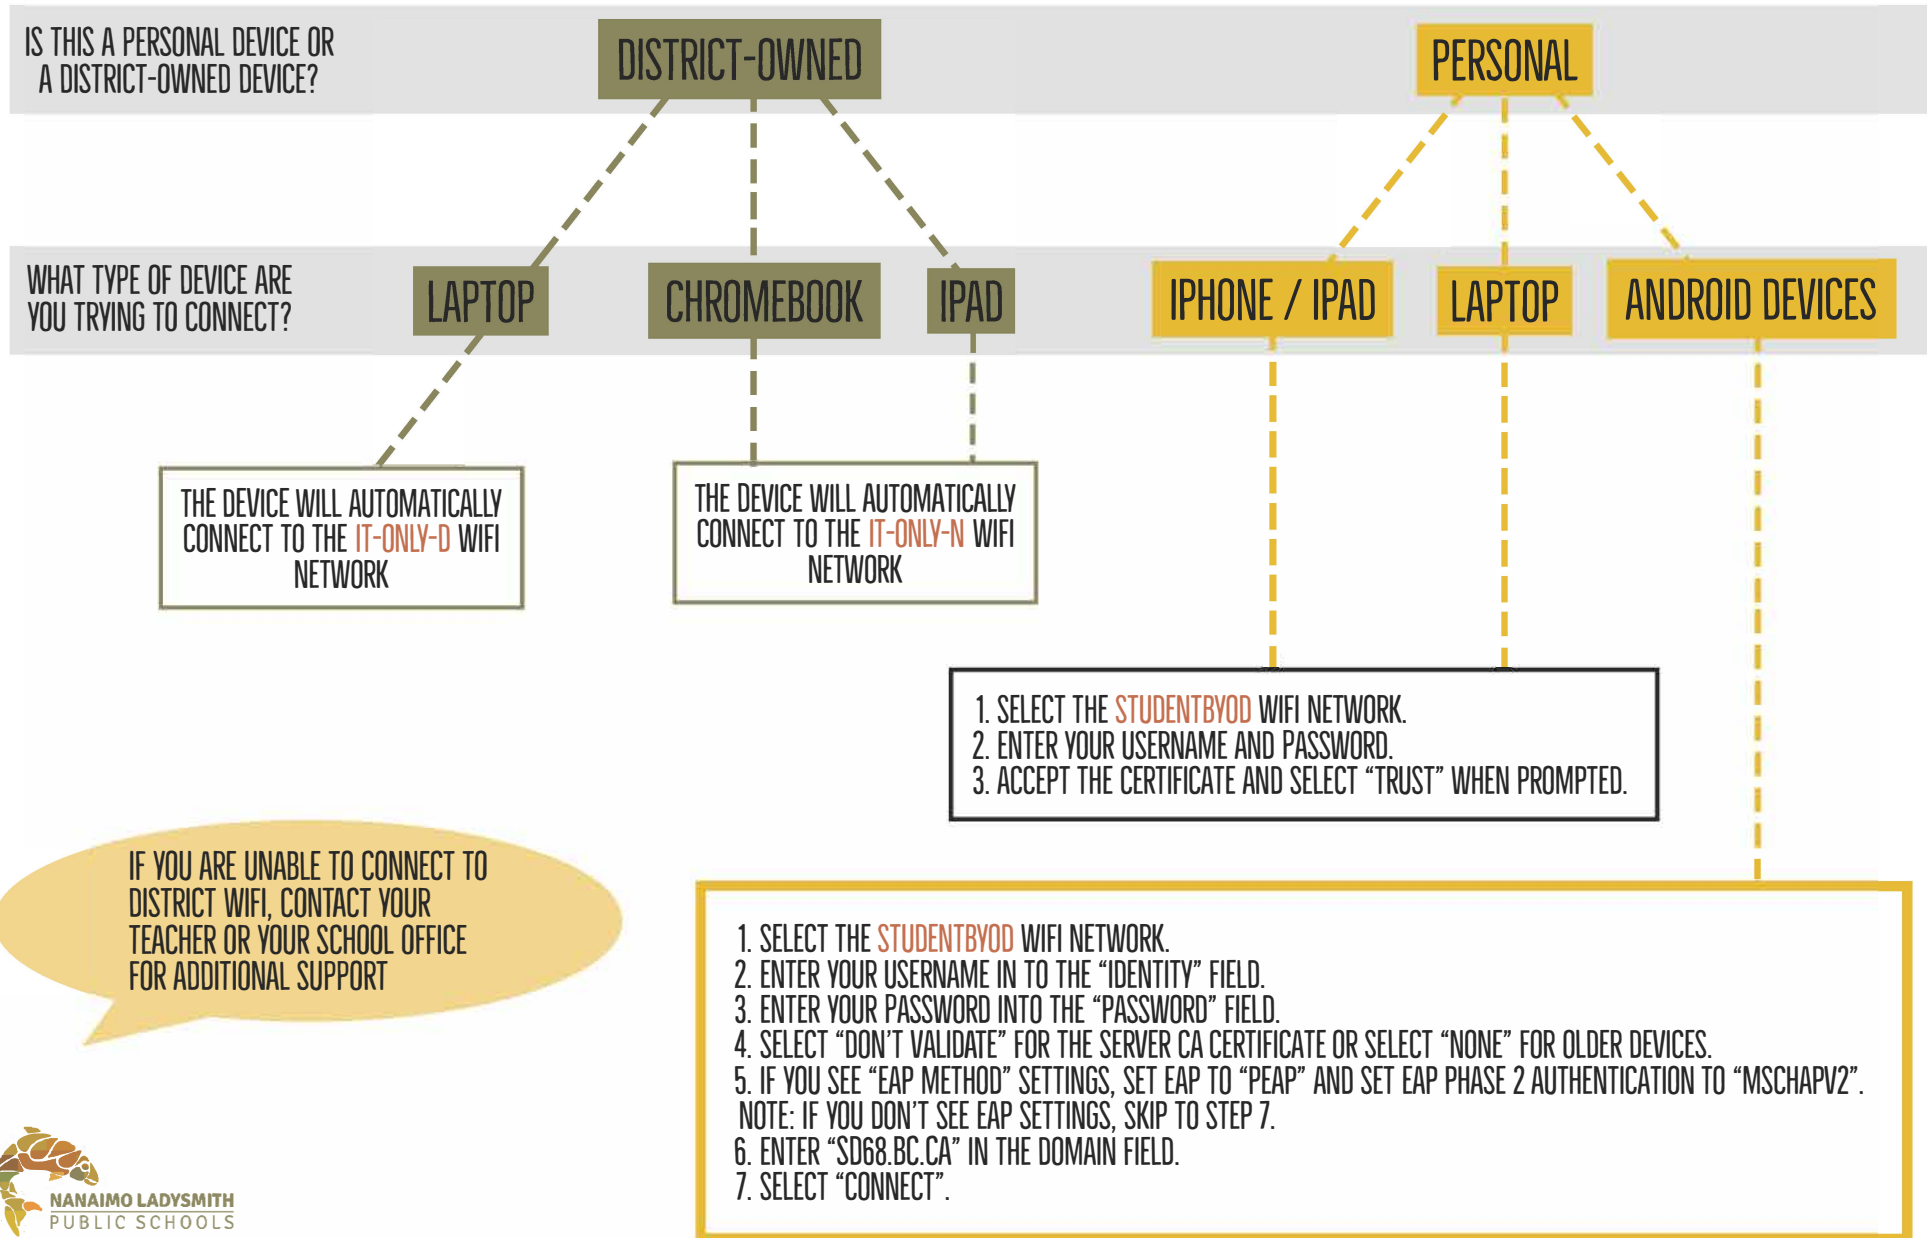 IS THIS A PERSONAL DEVICE OR
A DISTRICT-OWNED DEVICE?
DISTRICT-OWNED
PERSONAL
WHAT TYPE OF DEVICE ARE
YOU TRYING TO CONNECT?
LAPTOP
CHROMEBOOK
IPAD
IPHONE / IPAD
LAPTOP
ANDROID DEVICES
THE DEVICE WILL AUTOMATICALLY
CONNECT TO THE IT-ONLY-D WIFI
NETWORK
THE DEVICE WILL AUTOMATICALLY
CONNECT TO THE IT-ONLY-N WIFI
NETWORK
1. SELECT THE STUDENTBYOD WIFI NETWORK.
2. ENTER YOUR USERNAME AND PASSWORD.
3. ACCEPT THE CERTIFICATE AND SELECT “TRUST” WHEN PROMPTED.
IF YOU ARE UNABLE TO CONNECT TO
DISTRICT WIFI, CONTACT YOUR
TEACHER OR YOUR SCHOOL OFFICE
FOR ADDITIONAL SUPPORT
1. SELECT THE STUDENTBYOD WIFI NETWORK.
2. ENTER YOUR USERNAME IN TO THE “IDENTITY” FIELD.
3. ENTER YOUR PASSWORD INTO THE “PASSWORD” FIELD.
4. SELECT “DON’T VALIDATE” FOR THE SERVER CA CERTIFICATE OR SELECT “NONE” FOR OLDER DEVICES.
5. IF YOU SEE “EAP METHOD” SETTINGS, SET EAP TO “PEAP” AND SET EAP PHASE 2 AUTHENTICATION TO “MSCHAPV2”.
NOTE: IF YOU DON’T SEE EAP SETTINGS, SKIP TO STEP 7.
6. ENTER “SD68.BC.CA” IN THE DOMAIN FIELD.
7. SELECT “CONNECT”.
NANAIMO LADYSMITH
PUBLIC SCHOOLS